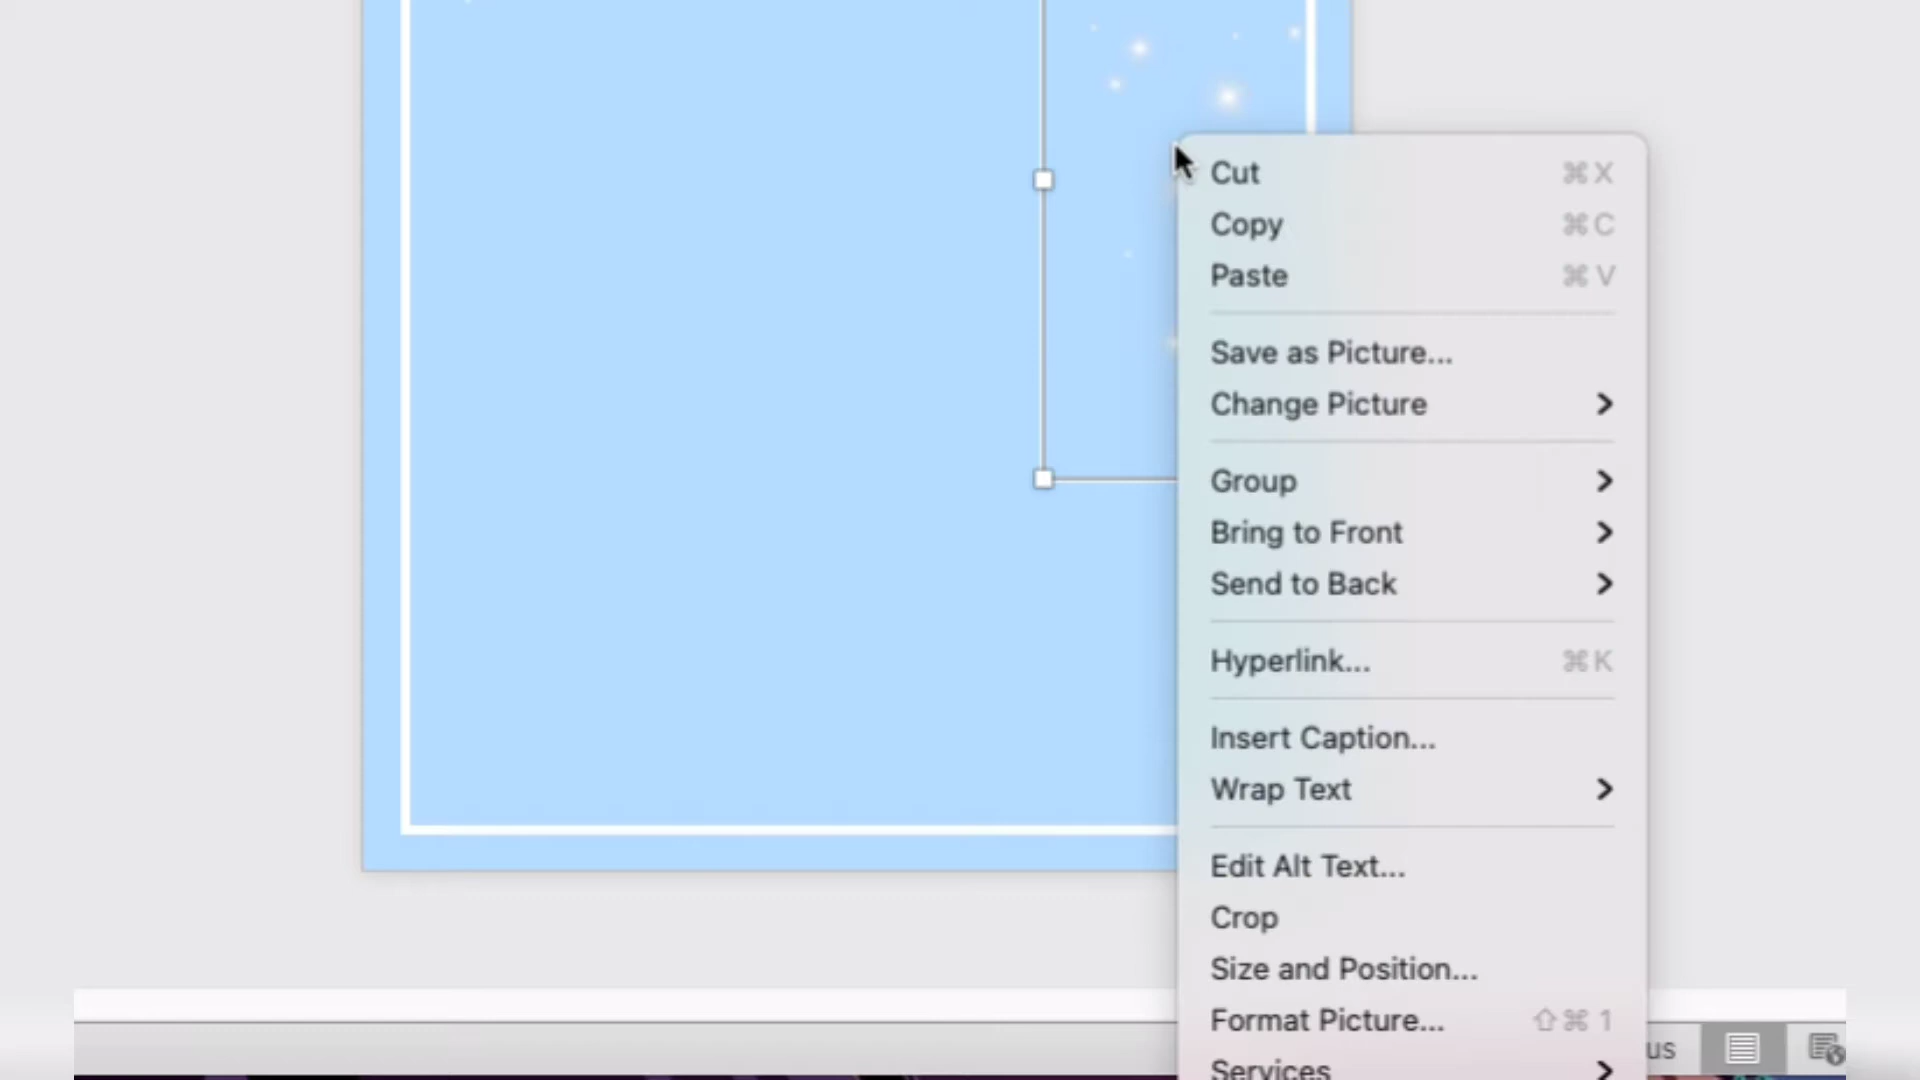 Cut ⌘X
Copy ⌘C
Paste ⌘V
Save as Picture...
Change Picture
Group
Bring to Front
Send to Back
Hyperlink... ⌘K
Insert Caption...
Wrap Text
Edit Alt Text...
Crop
Size and Position...
Format Picture... ⇧⌘1
Services
us